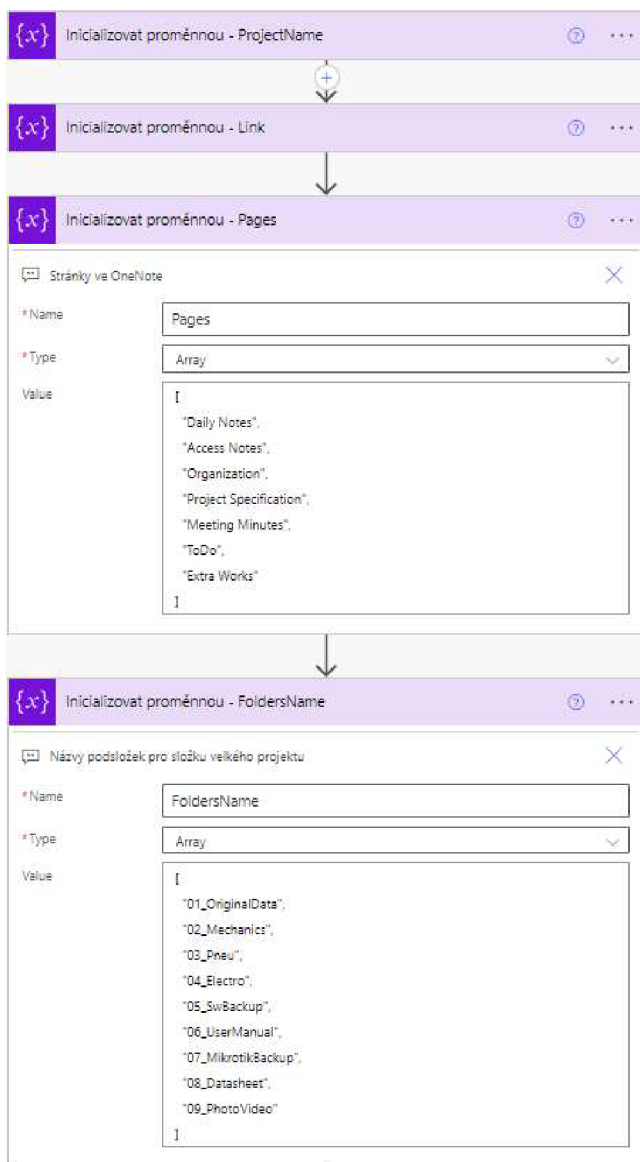 {x} Inicializovat proměnnou - ProjectName
{x} Inicializovat proměnnou - Link
{x} Inicializovat proměnnou - Pages
Stránky ve OneNote
*Name Pages
*Type Array
Value [
"Daily Notes",
"Access Notes",
"Organization",
"Project Specification",
"Meeting Minutes",
"ToDo",
"Extra Works"
]
{x} Inicializovat proměnnou - FoldersName
Názvy podsložek pro složku velkého projektu
*Name FoldersName
*Type Array
Value [
"01_OriginalData",
"02_Mechanics",
"03_Pneu",
"04_Electro",
"05_SwBackup",
"06_UserManual",
"07_MikrotikBackup",
"08_Datasheet",
"09_PhotoVideo"
]